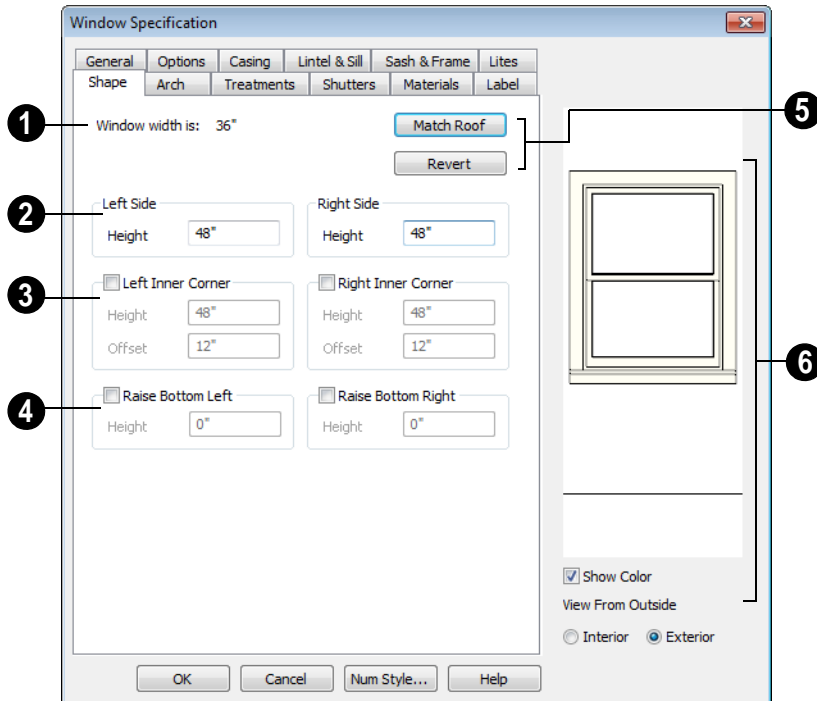 Window Specification
General Options Casing Lintel & Sill Sash & Frame Lites
Shape Arch Treatments Shutters Materials Label
1 Window width is: 36" Match Roof 5
Revert
2 Left Side Right Side
Height 48" Height 48"
3 Left Inner Corner Right Inner Corner
Height 48" Height 48"
Offset 12" Offset 12"
6
4 Raise Bottom Left Raise Bottom Right
Height 0" Height 0"
Show Color
View From Outside
Interior Exterior
OK Cancel Num Style... Help